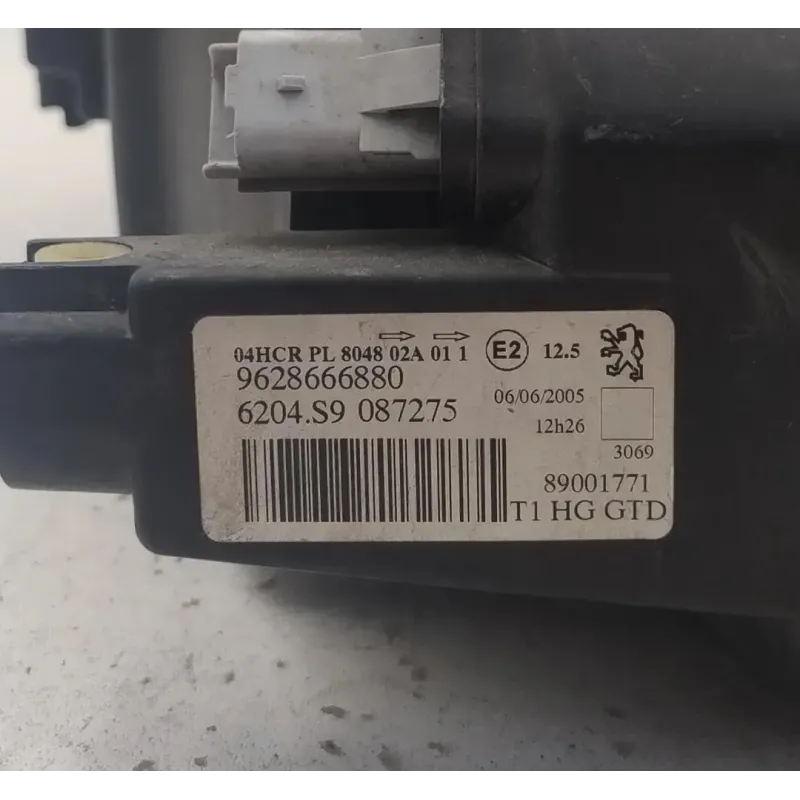 04HCR PL 8048 02A 01 1 E2 12.5
9628666880
06/06/2005
6204.S9 087275
12h26
3069
89001771
T1 HG GTD